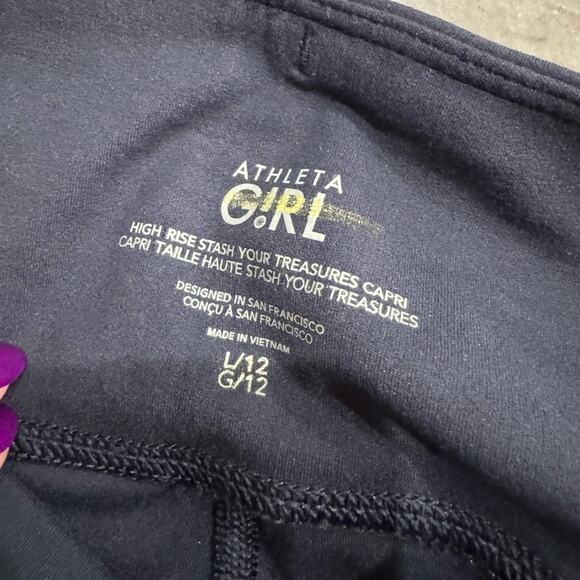 ATHLETA
G!RL
HIGH RISE STASH YOUR TREASURES CAPRI
CAPRI TAILLE HAUTE STASH YOUR TREASURES
DESIGNED IN SAN FRANCISCO
CONÇU À SAN FRANCISCO
MADE IN VIETNAM
L/12
G/12